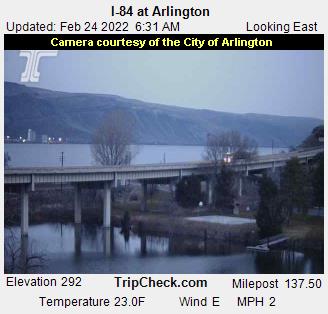 I-84 at Arlington
Updated: Feb 24 2022 6:31 AM Looking East
Camera courtesy of the City of Arlington
Elevation 292 TripCheck.com Milepost 137.50
Temperature 23.0F Wind E MPH 2